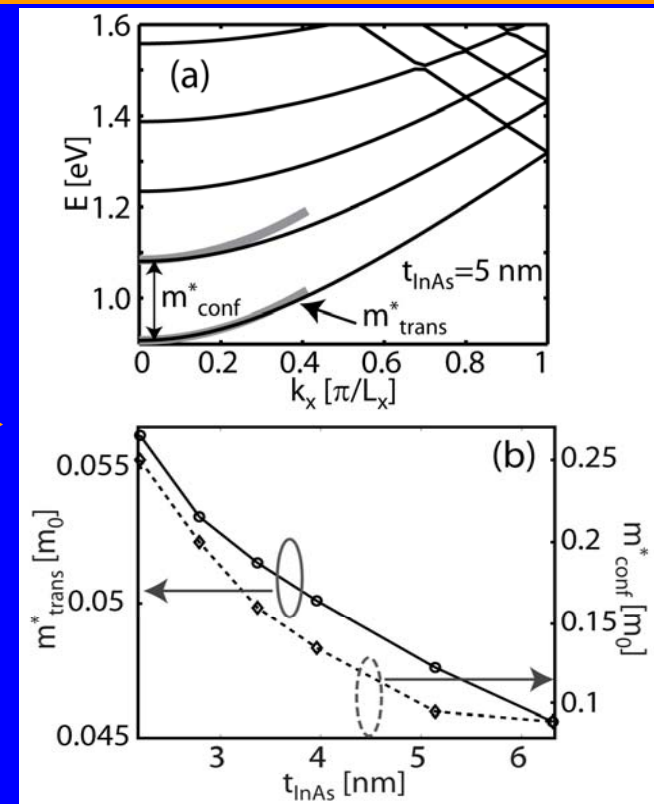 (a)
E [eV]
1.6
1.4
1.2
1.0
m*conf
m*trans
tInAs=5 nm
0 0.2 0.4 0.6 0.8 1
kx [π/Lx]
(b)
m*trans [m0]
0.055
0.05
0.045
0.25
0.2
0.15
0.1
m*conf [m0]
3 4 5 6
tInAs [nm]